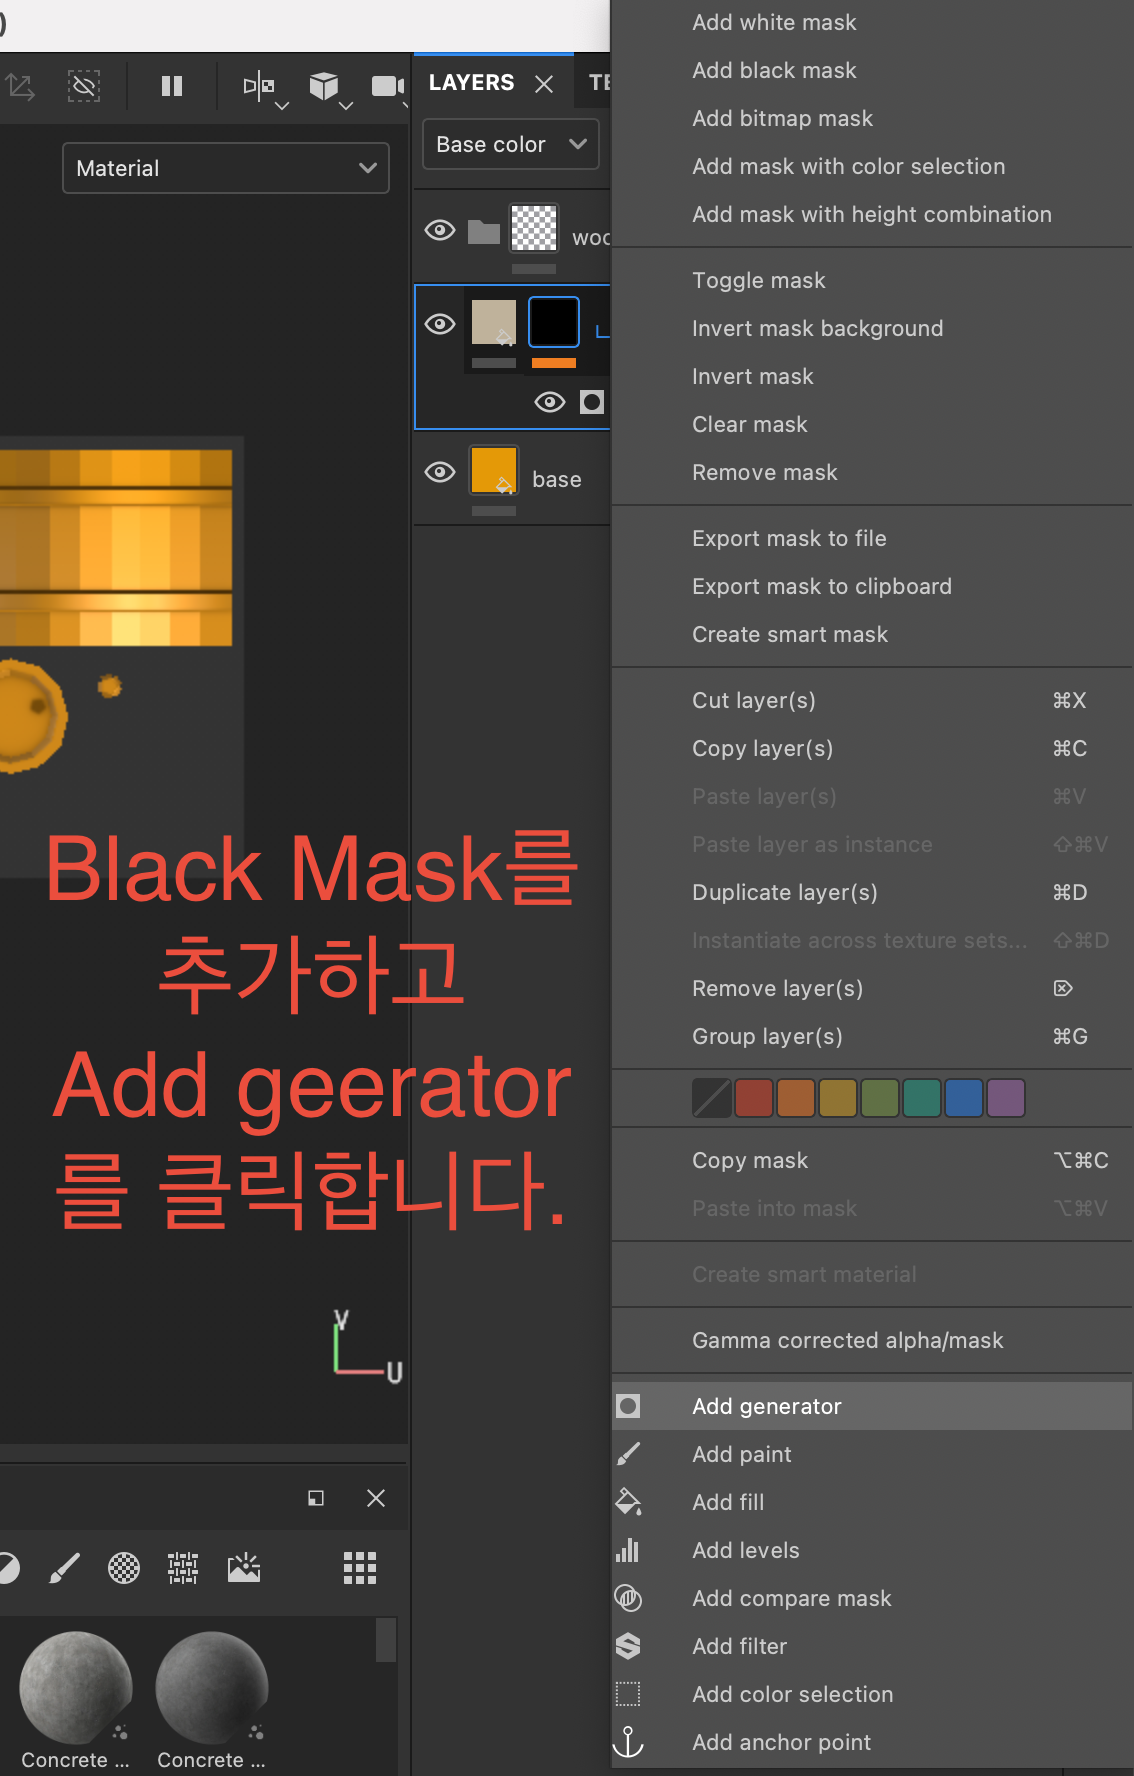 )
LAYERS
Base color
Material
base
Black Mask를
추가하고
Add geerator
를 클릭합니다.
V
U
Concrete ...
Concrete ...
Add white mask
Add black mask
Add bitmap mask
Add mask with color selection
Add mask with height combination
Toggle mask
Invert mask background
Invert mask
Clear mask
Remove mask
Export mask to file
Export mask to clipboard
Create smart mask
Cut layer(s) ⌘X
Copy layer(s) ⌘C
Paste layer(s) ⌘V
Paste layer as instance ⇧⌘V
Duplicate layer(s) ⌘D
Instantiate across texture sets... ⇧⌘D
Remove layer(s) ⌦
Group layer(s) ⌘G
Copy mask ⌥⌘C
Paste into mask ⌥⌘V
Create smart material
Gamma corrected alpha/mask
Add generator
Add paint
Add fill
Add levels
Add compare mask
Add filter
Add color selection
Add anchor point